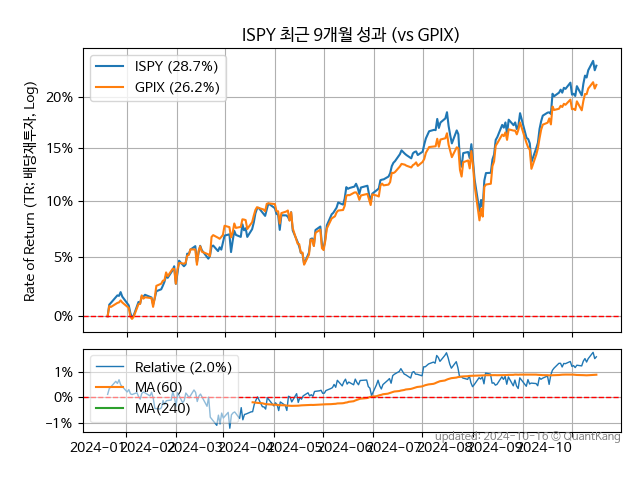 ISPY 최근 9개월 성과 (vs GPIX)
Rate of Return (TR: 배당재투자, Log)
ISPY (28.7%)
GPIX (26.2%)
20%
15%
10%
5%
0%
Relative (2.0%)
MA(60)
MA(240)
1%
0%
−1%
2024-01
2024-02
2024-03
2024-04
2024-05
2024-06
2024-07
2024-08
2024-09
2024-10
updated: 2024-10-16 © QuantKang